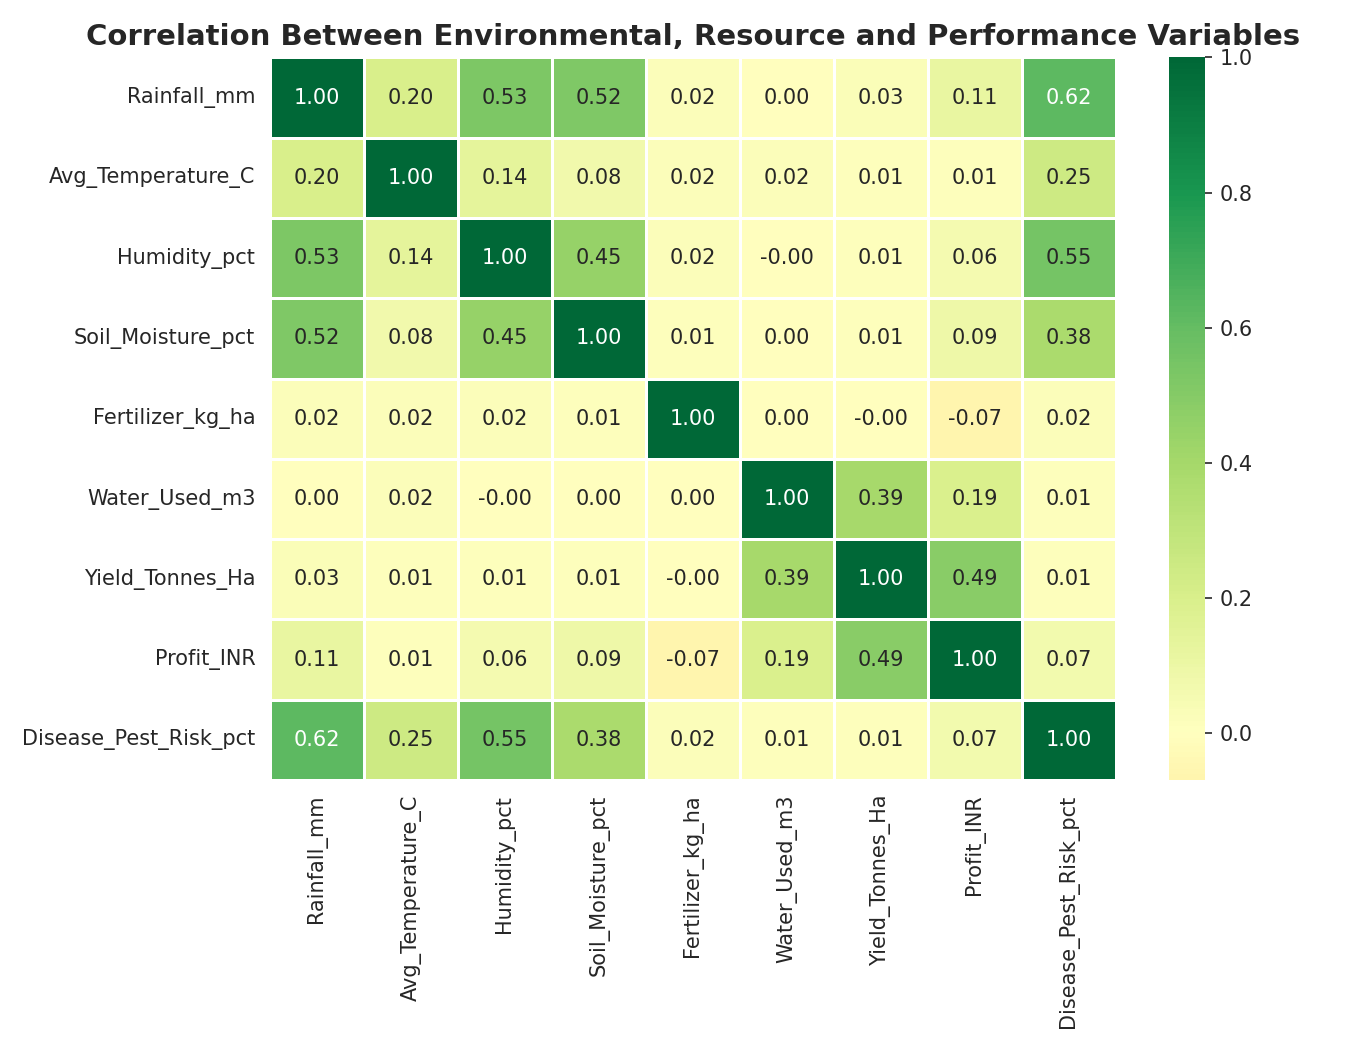 Correlation Between Environmental, Resource and Performance Variables
Rainfall_mm 1.00 0.20 0.53 0.52 0.02 0.00 0.03 0.11 0.62
Avg_Temperature_C 0.20 1.00 0.14 0.08 0.02 0.02 0.01 0.01 0.25
Humidity_pct 0.53 0.14 1.00 0.45 0.02 -0.00 0.01 0.06 0.55
Soil_Moisture_pct 0.52 0.08 0.45 1.00 0.01 0.00 0.01 0.09 0.38
Fertilizer_kg_ha 0.02 0.02 0.02 0.01 1.00 0.00 -0.00 -0.07 0.02
Water_Used_m3 0.00 0.02 -0.00 0.00 0.00 1.00 0.39 0.19 0.01
Yield_Tonnes_Ha 0.03 0.01 0.01 0.01 -0.00 0.39 1.00 0.49 0.01
Profit_INR 0.11 0.01 0.06 0.09 -0.07 0.19 0.49 1.00 0.07
Disease_Pest_Risk_pct 0.62 0.25 0.55 0.38 0.02 0.01 0.01 0.07 1.00
Rainfall_mm
Avg_Temperature_C
Humidity_pct
Soil_Moisture_pct
Fertilizer_kg_ha
Water_Used_m3
Yield_Tonnes_Ha
Profit_INR
Disease_Pest_Risk_pct
1.0
0.8
0.6
0.4
0.2
0.0